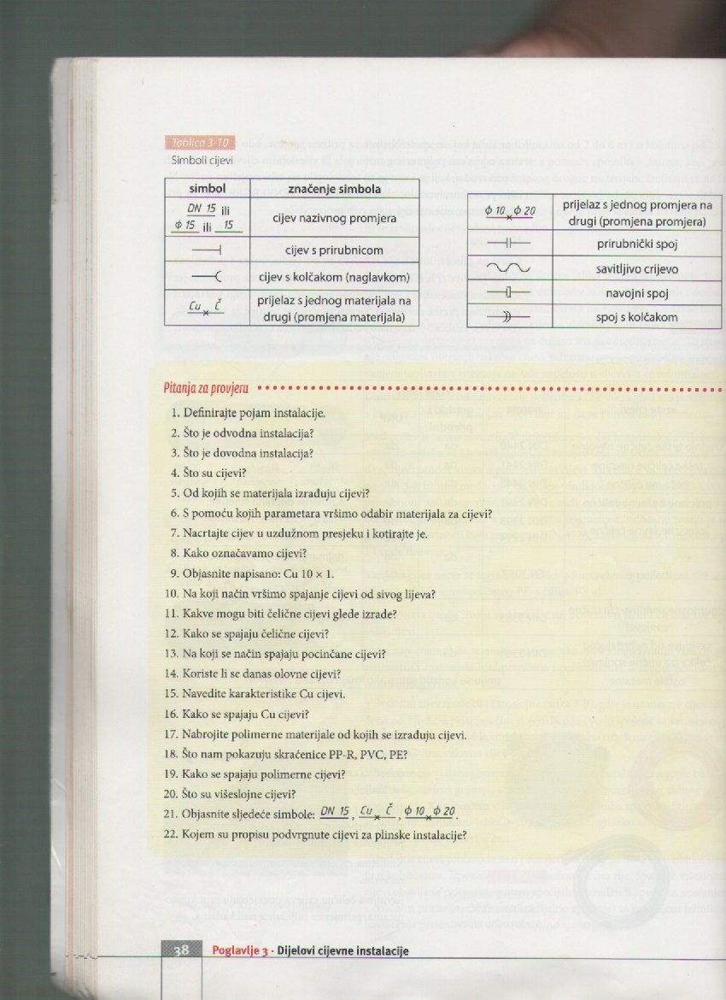 Tablica 3-10
Simboli cijevi
simbol značenje simbola
DN 15 ili
ϕ 15 ili 15 cijev nazivnog promjera
cijev s prirubnicom
cijev s kolčakom (naglavkom)
Cu Č prijelaz s jednog materijala na
drugi (promjena materijala)
ϕ 10 ϕ 20 prijelaz s jednog promjera na
drugi (promjena promjera)
prirubnički spoj
savitljivo crijevo
navojni spoj
spoj s kolčakom
Pitanja za provjeru
1. Definirajte pojam instalacije.
2. Što je odvodna instalacija?
3. Što je dovodna instalacija?
4. Što su cijevi?
5. Od kojih se materijala izrađuju cijevi?
6. S pomoću kojih parametara vršimo odabir materijala za cijevi?
7. Nacrtajte cijev u uzdužnom presjeku i kotirajte je.
8. Kako označavamo cijevi?
9. Objasnite napisano: Cu 10 × 1.
10. Na koji način vršimo spajanje cijevi od sivog lijeva?
11. Kakve mogu biti čelične cijevi glede izrade?
12. Kako se spajaju čelične cijevi?
13. Na koji se način spajaju pocinčane cijevi?
14. Koriste li se danas olovne cijevi?
15. Navedite karakteristike Cu cijevi.
16. Kako se spajaju Cu cijevi?
17. Nabrojite polimerne materijale od kojih se izrađuju cijevi.
18. Što nam pokazuju skraćenice PP-R, PVC, PE?
19. Kako se spajaju polimerne cijevi?
20. Što su višeslojne cijevi?
21. Objasnite sljedeće simbole: DN 15 , Cu Č , ϕ 10 ϕ 20 .
22. Kojem su propisu podvrgnute cijevi za plinske instalacije?
38 Poglavlje 3 · Dijelovi cijevne instalacije